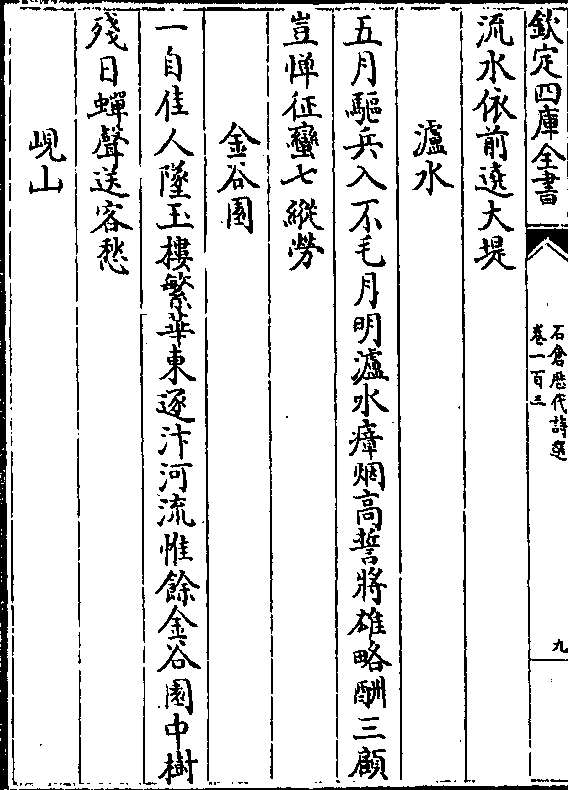 欽定四庫全書
石倉歷代詩選
卷一百三
九
流水依前遶大堤
瀘水
五月驅兵入不毛月明瀘水瘴烟高誓將雄略酬三顧
豈憚征蠻七縱勞
金谷園
一自佳人墜玉樓繁華東逐汴河流惟餘金谷園中樹
殘日蟬聲送客愁
峴山